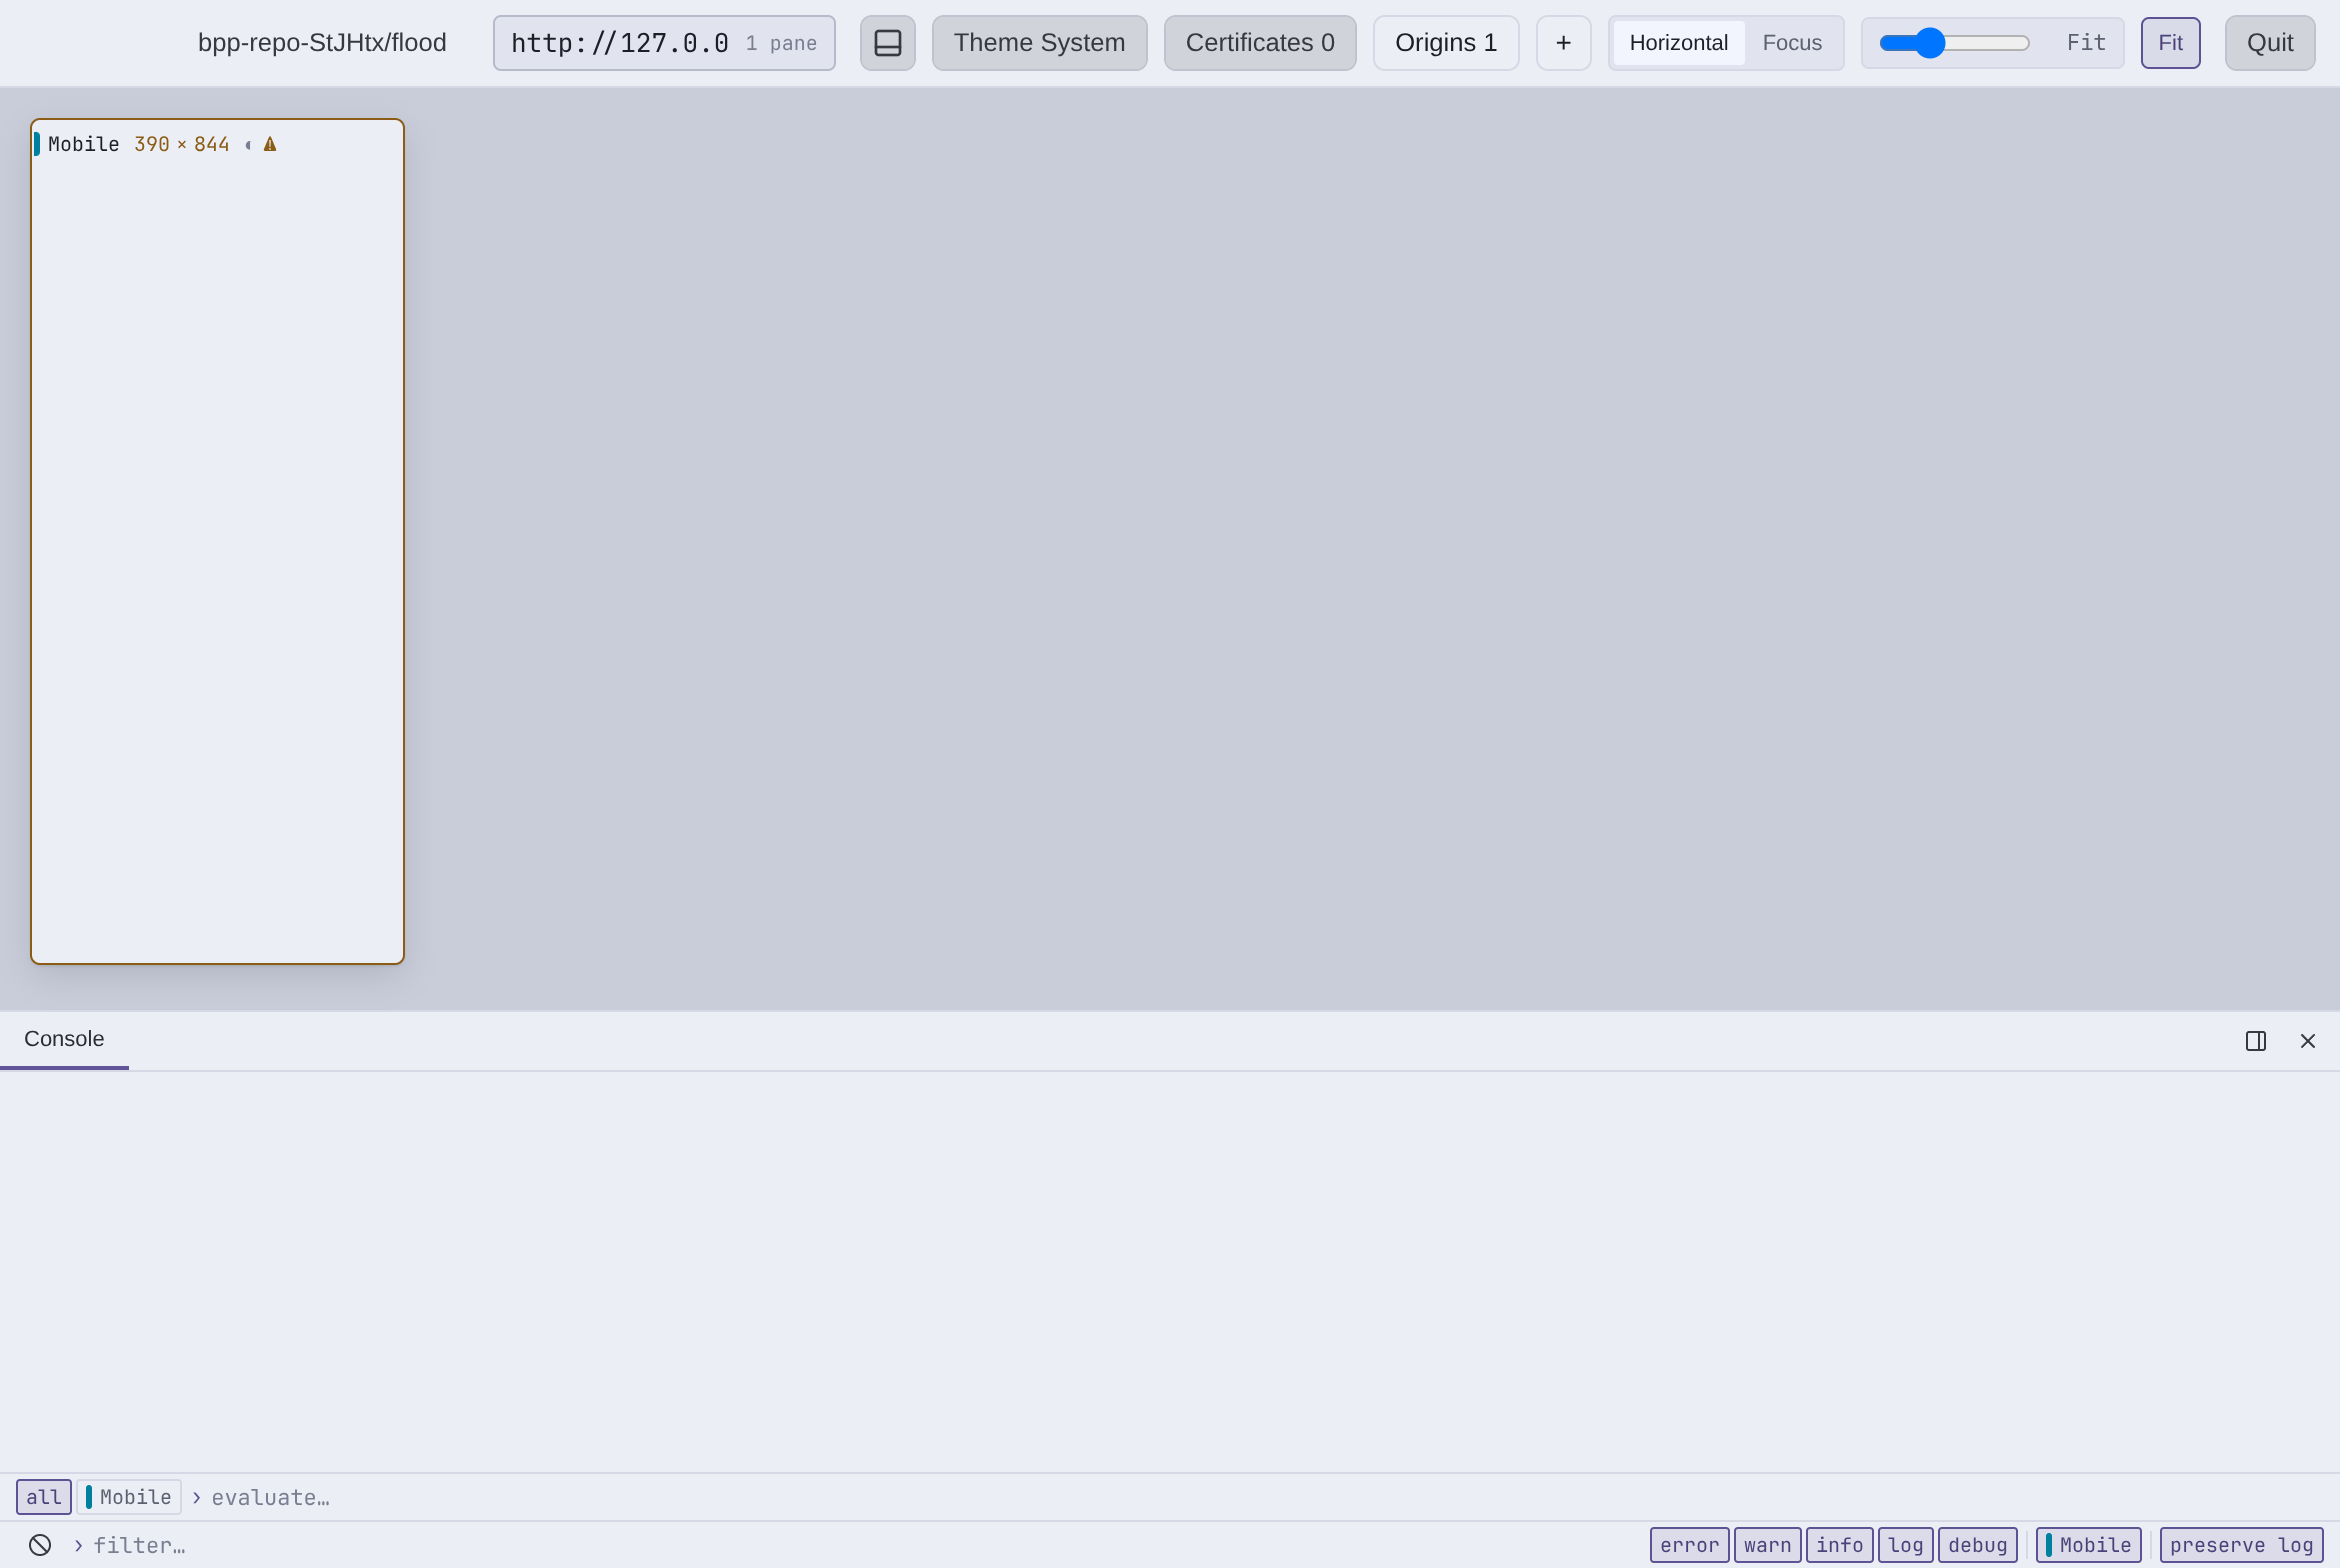 bpp-repo-StJHtx/flood http://127.0.0 1 pane Theme System Certificates 0 Origins 1 + Horizontal Focus Fit Fit Quit
Mobile 390 × 844
Console
all Mobile › evaluate…
› filter… error warn info log debug Mobile preserve log